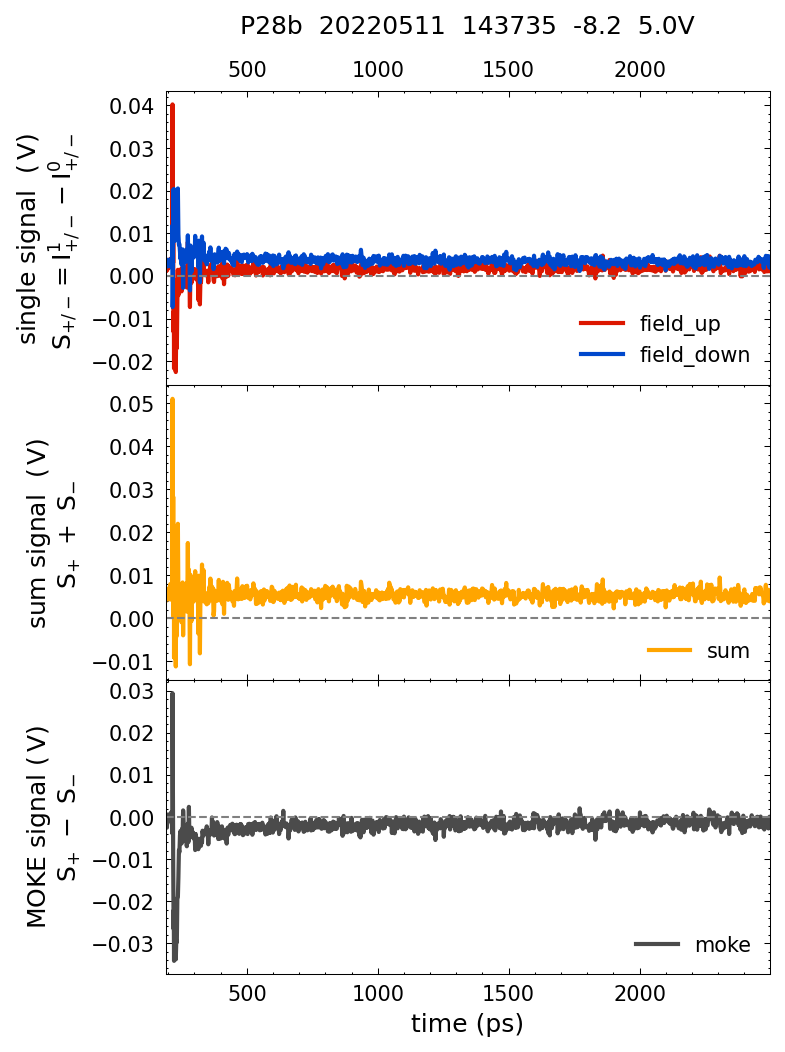 P28b  20220511  143735  -8.2  5.0V
500 1000 1500 2000
single signal  ( V)
S₊/₋ = I¹₊/₋ − I⁰₊/₋
0.04
0.03
0.02
0.01
0.00
−0.01
−0.02
field_up
field_down
sum signal  ( V)
S₊ + S₋
0.05
0.04
0.03
0.02
0.01
0.00
−0.01
sum
MOKE signal ( V)
S₊ − S₋
0.03
0.02
0.01
0.00
−0.01
−0.02
−0.03
moke
500 1000 1500 2000
time (ps)